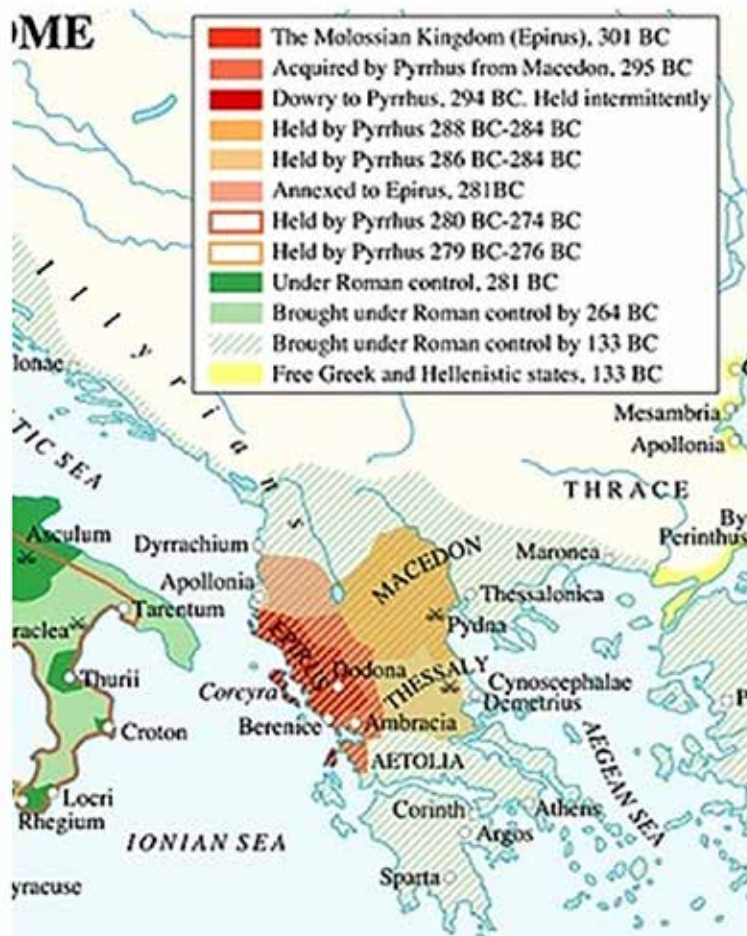 OME
The Molossian Kingdom (Epirus), 301 BC
Acquired by Pyrrhus from Macedon, 295 BC
Dowry to Pyrrhus, 294 BC. Held intermittently
Held by Pyrrhus 288 BC-284 BC
Held by Pyrrhus 286 BC-284 BC
Annexed to Epirus, 281BC
Held by Pyrrhus 280 BC-274 BC
Held by Pyrrhus 279 BC-276 BC
Under Roman control, 281 BC
Brought under Roman control by 264 BC
Brought under Roman control by 133 BC
Free Greek and Hellenistic states, 133 BC
Illyrians
lonae
TIC SEA
Mesambria
Apollonia
THRACE
By
Perinthus
Asculum
Dyrrachium
MACEDON
Maronea
Apollonia
Thessalonica
Tarentum
raclea
Pydna
EPIRUS
Dodona
THESSALY
Thurii
Corcyra
Cynoscephalae
Demetrius
Croton
Berenice
Ambracia
AETOLIA
AEGEAN SEA
Locri
Rhegium
Corinth
Athens
IONIAN SEA
Argos
yracuse
Sparta